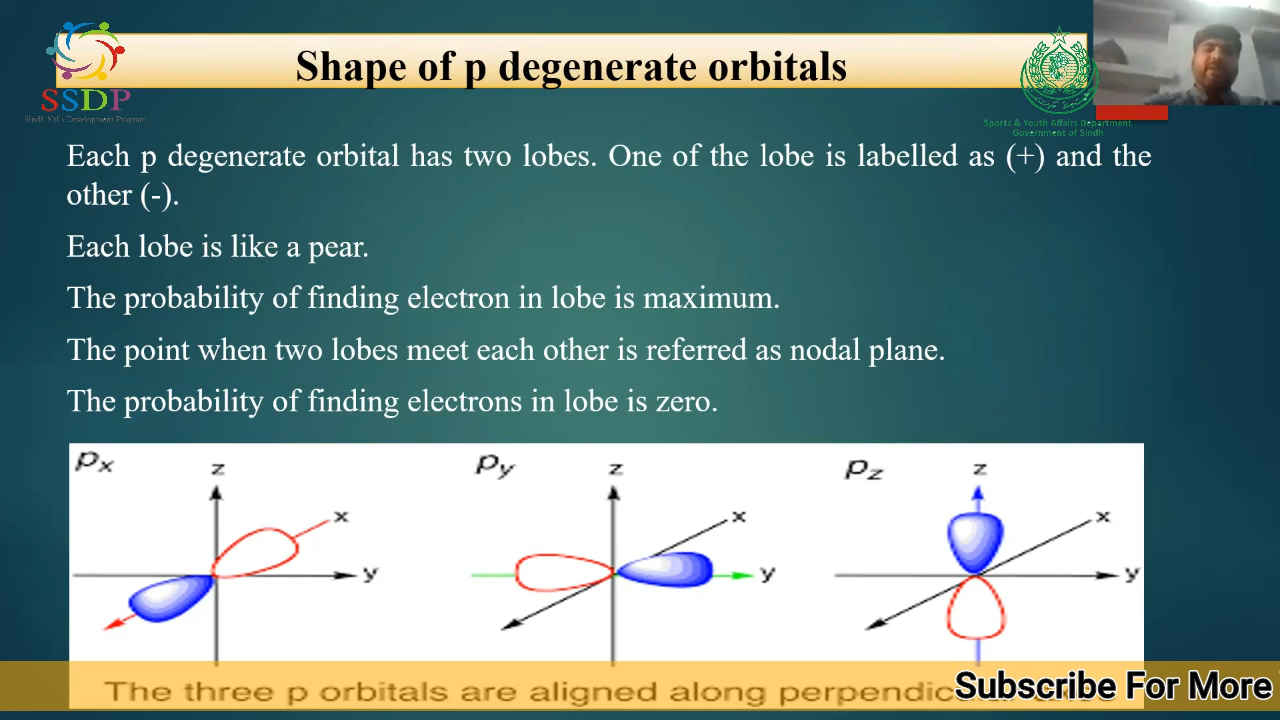 Shape of p degenerate orbitals
SSDP
Sindh Skills Development Program
Sports & Youth Affairs Department
Government of Sindh
Each p degenerate orbital has two lobes. One of the lobe is labelled as (+) and the
other (-).
Each lobe is like a pear.
The probability of finding electron in lobe is maximum.
The point when two lobes meet each other is referred as nodal plane.
The probability of finding electrons in lobe is zero.
px z x y
py z x y
pz z x y
The three p orbitals are aligned along
Subscribe For More